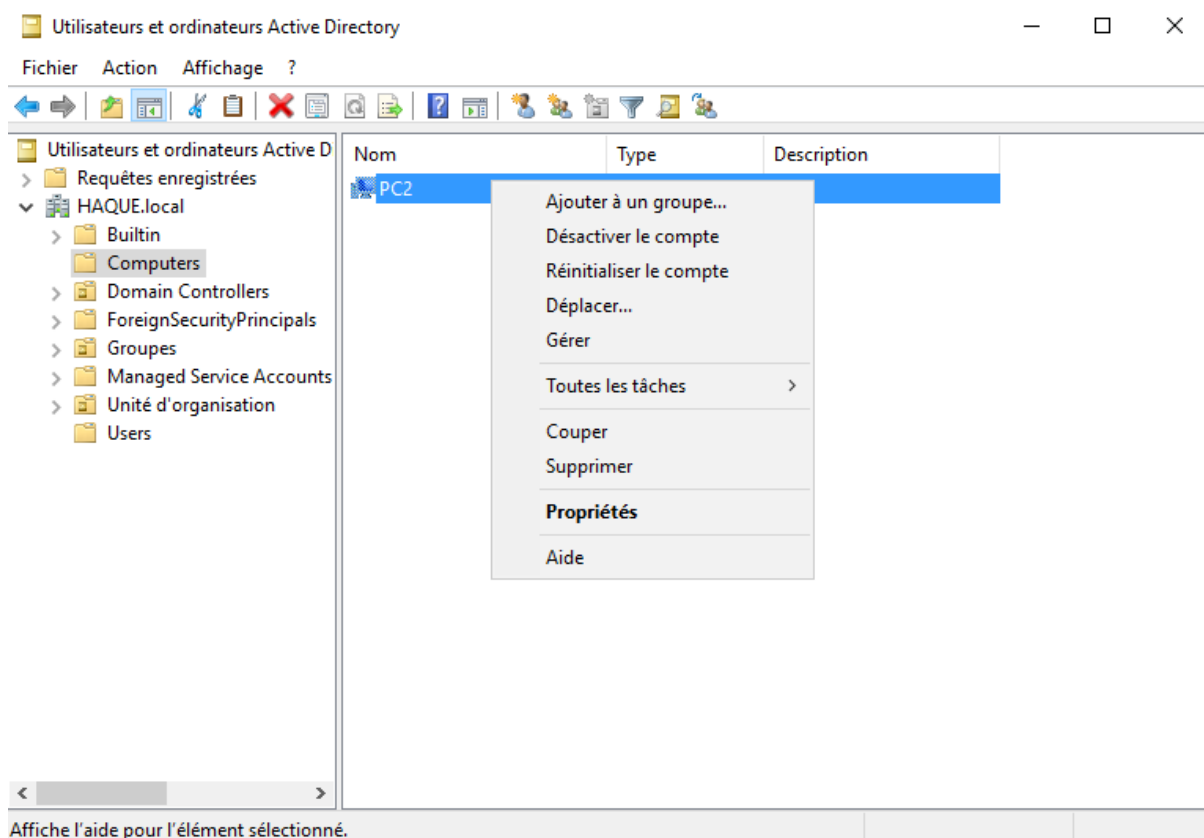 Utilisateurs et ordinateurs Active Directory
Fichier Action Affichage ?
Utilisateurs et ordinateurs Active D
Requêtes enregistrées
HAQUE.local
Builtin
Computers
Domain Controllers
ForeignSecurityPrincipals
Groupes
Managed Service Accounts
Unité d'organisation
Users
Nom Type Description
PC2
Ajouter à un groupe...
Désactiver le compte
Réinitialiser le compte
Déplacer...
Gérer
Toutes les tâches
Couper
Supprimer
Propriétés
Aide
Affiche l'aide pour l'élément sélectionné.